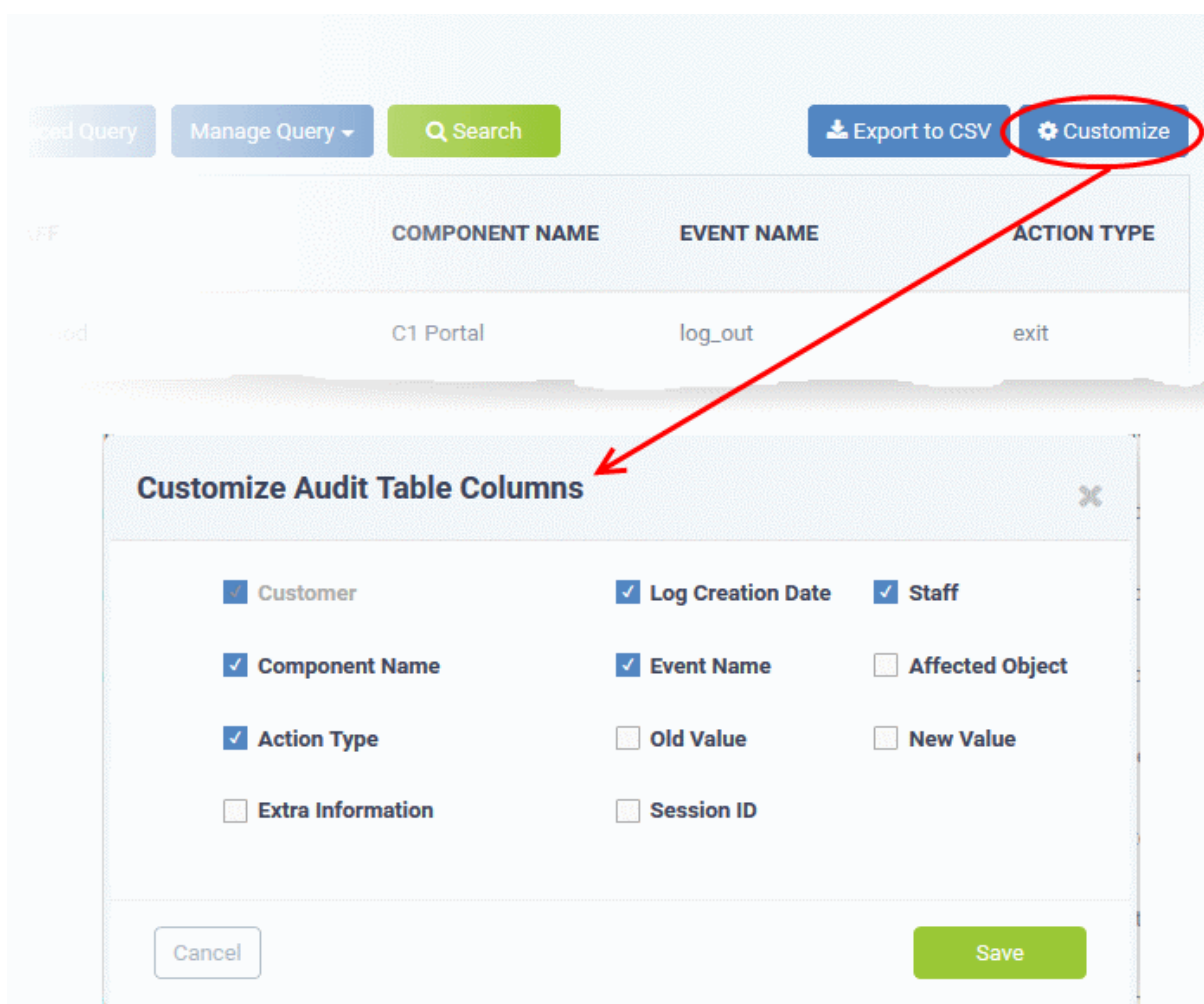 Query Manage Query Search Export to CSV Customize
COMPONENT NAME EVENT NAME ACTION TYPE
C1 Portal log_out exit
Customize Audit Table Columns
Customer Log Creation Date Staff
Component Name Event Name Affected Object
Action Type Old Value New Value
Extra Information Session ID
Cancel Save